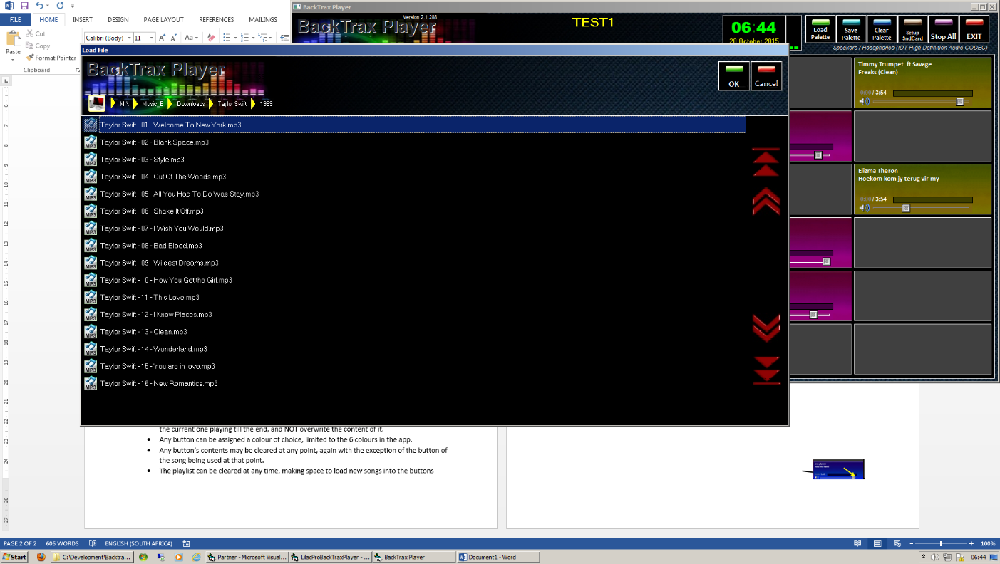 FILE
HOME
INSERT
DESIGN
PAGE LAYOUT
REFERENCES
MAILINGS
Paste
Cut
Copy
Format Painter
Clipboard
Calibri (Body)
11
Aa
BackTrax Player
Version 2.1.288
BackTrax Player
TEST1
06:44
20 October 2015
Load Palette
Save Palette
Clear Palette
Setup SndCard
Stop All
EXIT
Speakers / Headphones (IDT High Definition Audio CODEC)
Load File
BackTrax Player
OK
Cancel
M:\
Music_E
Downloads
Taylor Swift
1989
Taylor Swift - 01 - Welcome To New York.mp3
Taylor Swift - 02 - Blank Space.mp3
Taylor Swift - 03 - Style.mp3
Taylor Swift - 04 - Out Of The Woods.mp3
Taylor Swift - 05 - All You Had To Do Was Stay.mp3
Taylor Swift - 06 - Shake It Off.mp3
Taylor Swift - 07 - I Wish You Would.mp3
Taylor Swift - 08 - Bad Blood.mp3
Taylor Swift - 09 - Wildest Dreams.mp3
Taylor Swift - 10 - How You Get the Girl.mp3
Taylor Swift - 11 - This Love.mp3
Taylor Swift - 12 - I Know Places.mp3
Taylor Swift - 13 - Clean.mp3
Taylor Swift - 14 - Wonderland.mp3
Taylor Swift - 15 - You are in love.mp3
Taylor Swift - 16 - New Romantics.mp3
Timmy Trumpet ft Savage
Freaks (Clean)
0:00 / 3:54
Elizma Theron
Hoekom kom jy terug vir my
0:00 / 3:54
the current one playing till the end, and NOT overwrite the content of it.
Any button can be assigned a colour of choice, limited to the 6 colours in the app.
Any button's contents may be cleared at any point, again with the exception of the button of
the song being used at that point.
The playlist can be cleared at any time, making space to load new songs into the buttons
PAGE 2 OF 2
606 WORDS
ENGLISH (SOUTH AFRICA)
100%
Start
C:\Development\Backtra...
Partner - Microsoft Visual...
LilacProBackTraxPlayer - ...
BackTrax Player
Document1 - Word
06:44